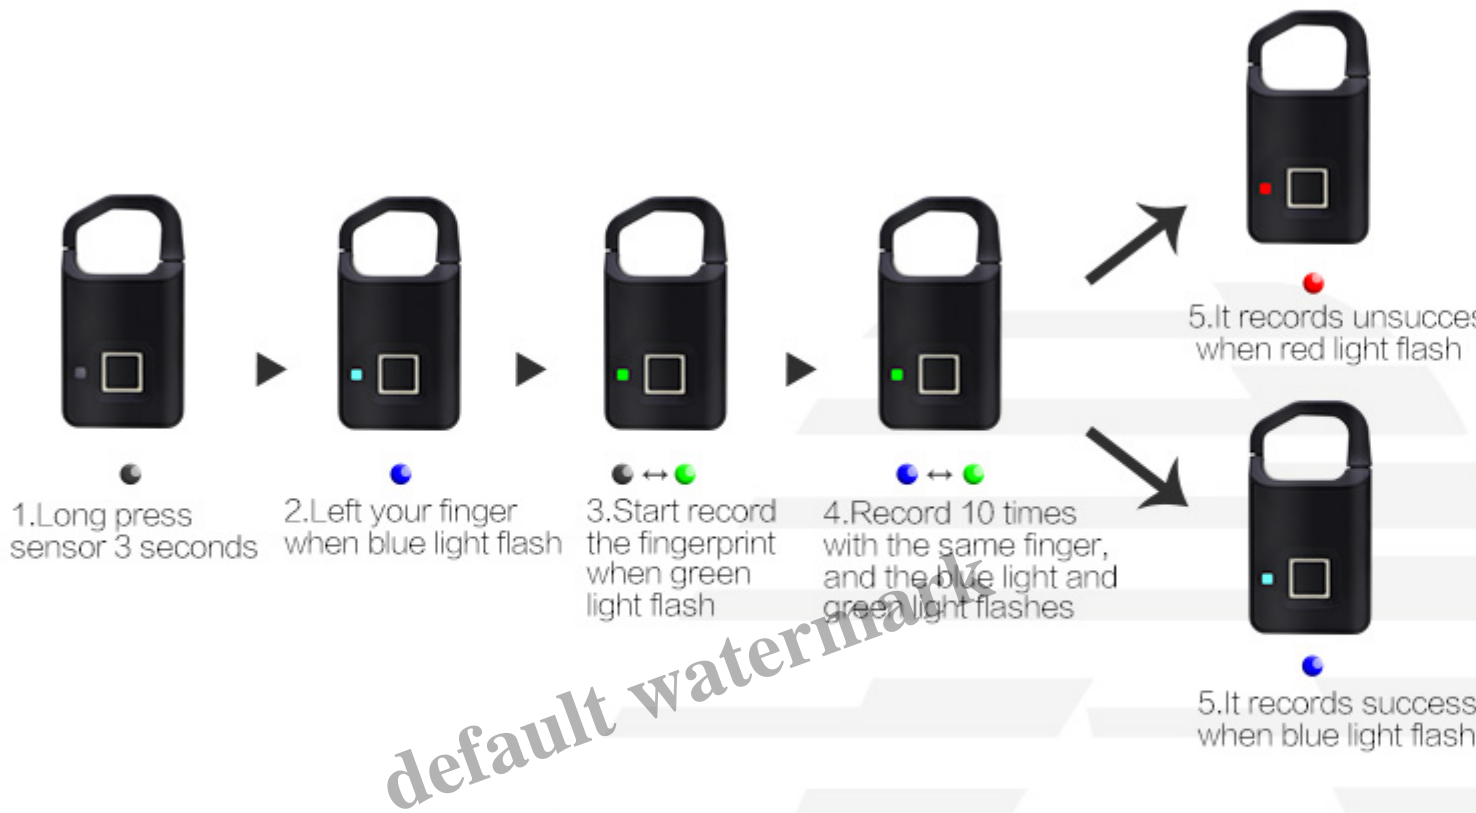 1.Long press
sensor 3 seconds
2.Left your finger
when blue light flash
3.Start record
the fingerprint
when green
light flash
4.Record 10 times
with the same finger,
and the blue light and
green light flashes
5.It records unsucces
when red light flash
5.It records success
when blue light flash
default watermark